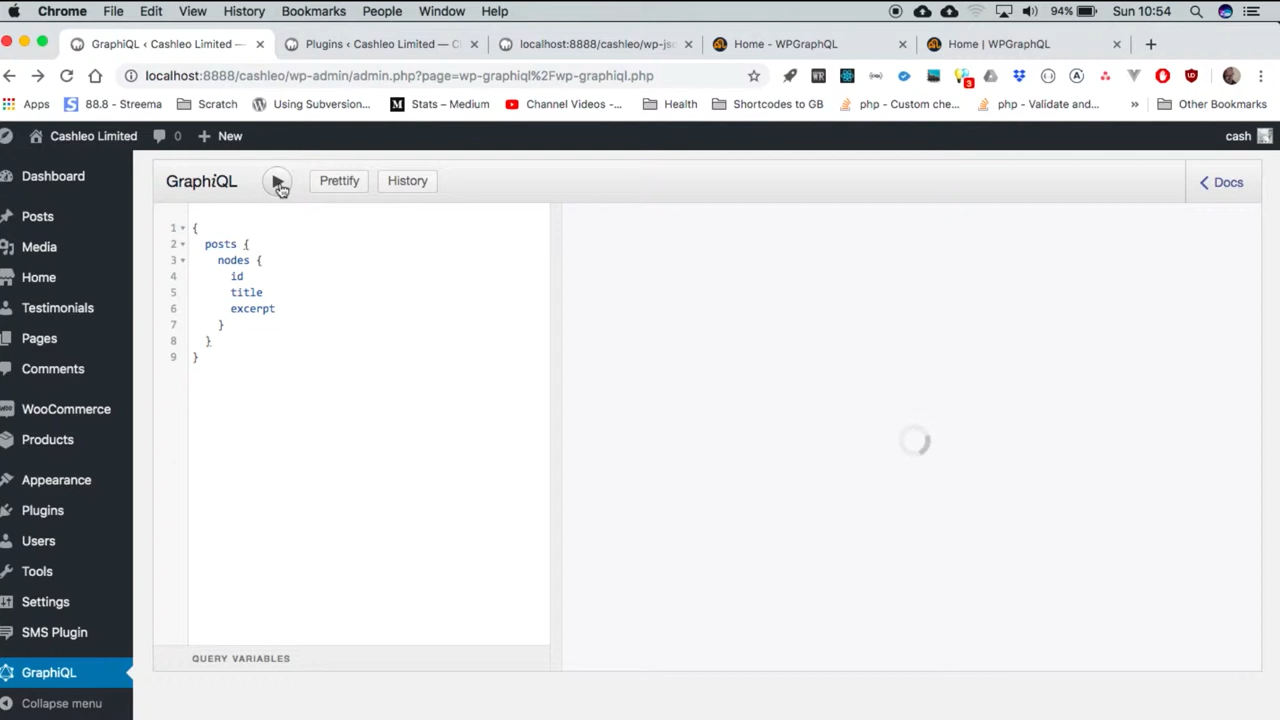 Chrome File Edit View History Bookmarks People Window Help 94% Sun 10:54
GraphiQL ‹ Cashleo Limited — Plugins ‹ Cashleo Limited — C localhost:8888/cashleo/wp-js Home - WPGraphQL Home | WPGraphQL
localhost:8888/cashleo/wp-admin/admin.php?page=wp-graphiql%2Fwp-graphiql.php WR 3
Apps 88.8 - Streema Scratch Using Subversion... Stats – Medium Channel Videos -... Health Shortcodes to GB php - Custom che... php - Validate and... » Other Bookmarks
Cashleo Limited 0 + New cash
Dashboard
Posts
Media
Home
Testimonials
Pages
Comments
WooCommerce
Products
Appearance
Plugins
Users
Tools
Settings
SMS Plugin
GraphiQL
Collapse menu
GraphiQL Prettify History Docs
1 {
2 posts {
3 nodes {
4 id
5 title
6 excerpt
7 }
8 }
9 }
QUERY VARIABLES